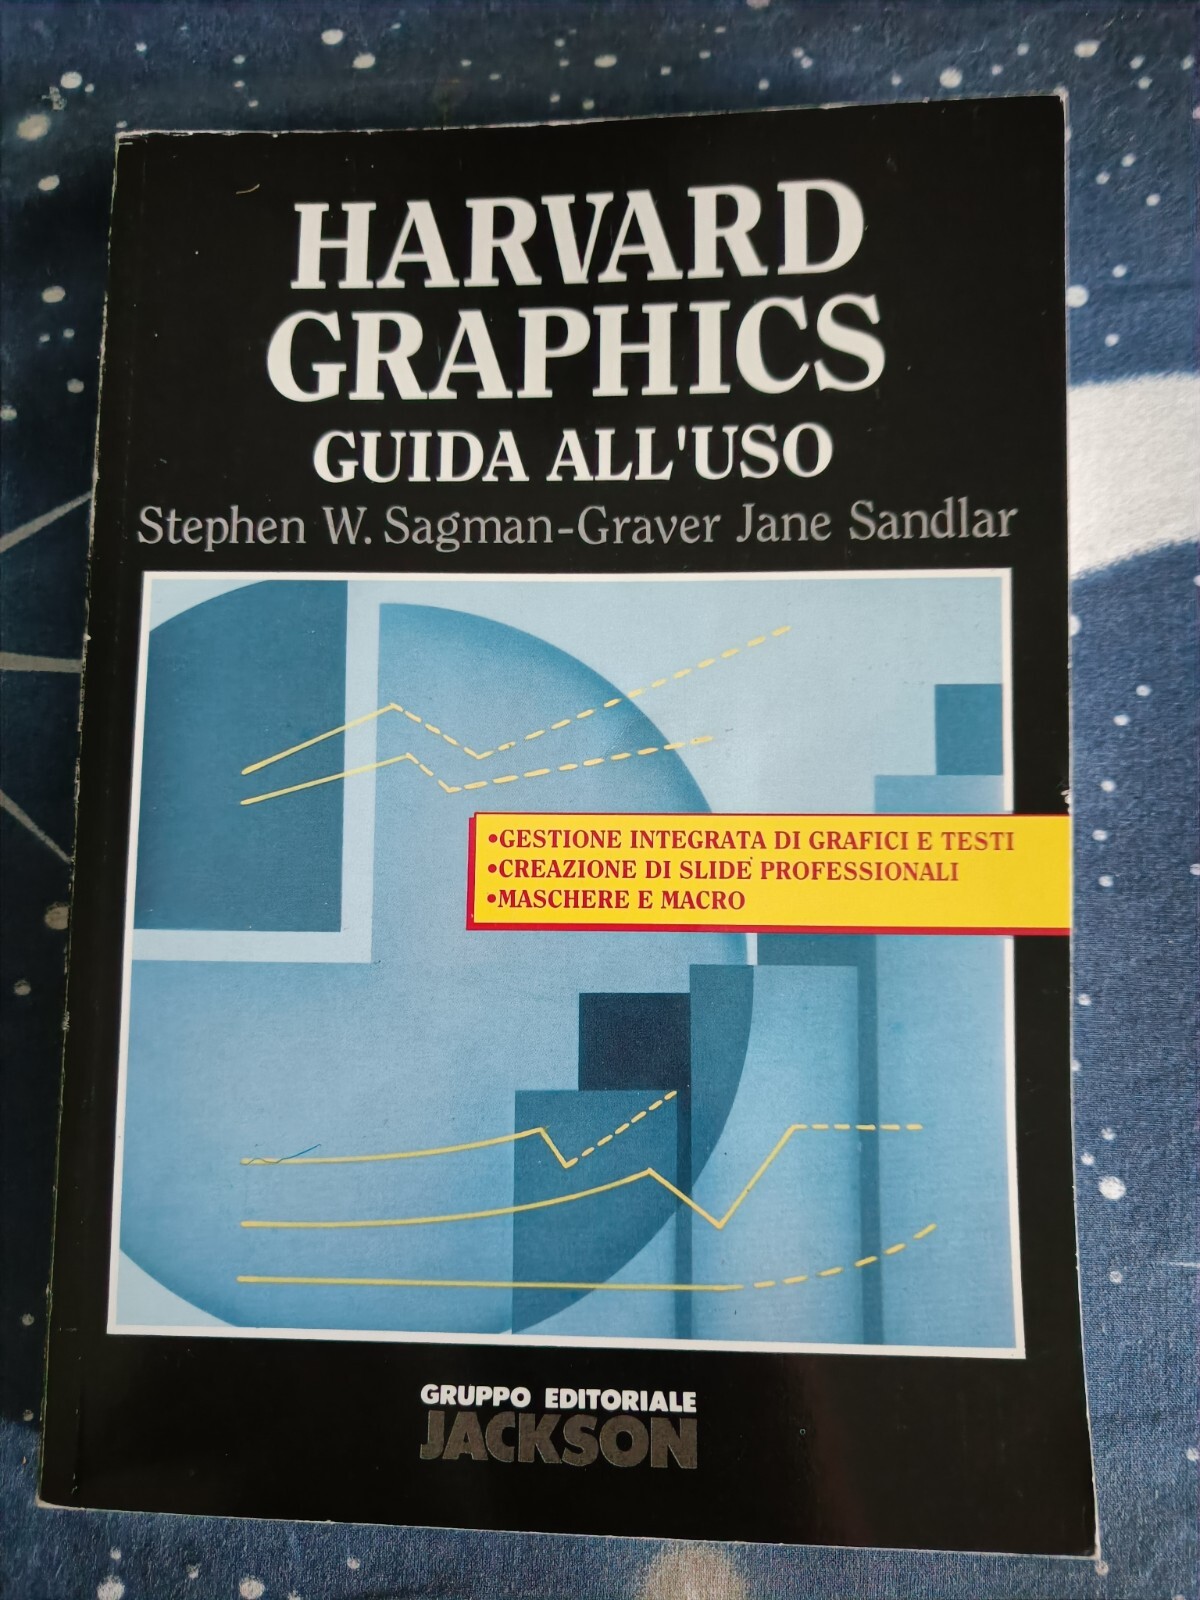 HARVARD
GRAPHICS
GUIDA ALL'USO
Stephen W. Sagman-Graver Jane Sandlar
•GESTIONE INTEGRATA DI GRAFICI E TESTI
•CREAZIONE DI SLIDE PROFESSIONALI
•MASCHERE E MACRO
GRUPPO EDITORIALE
JACKSON